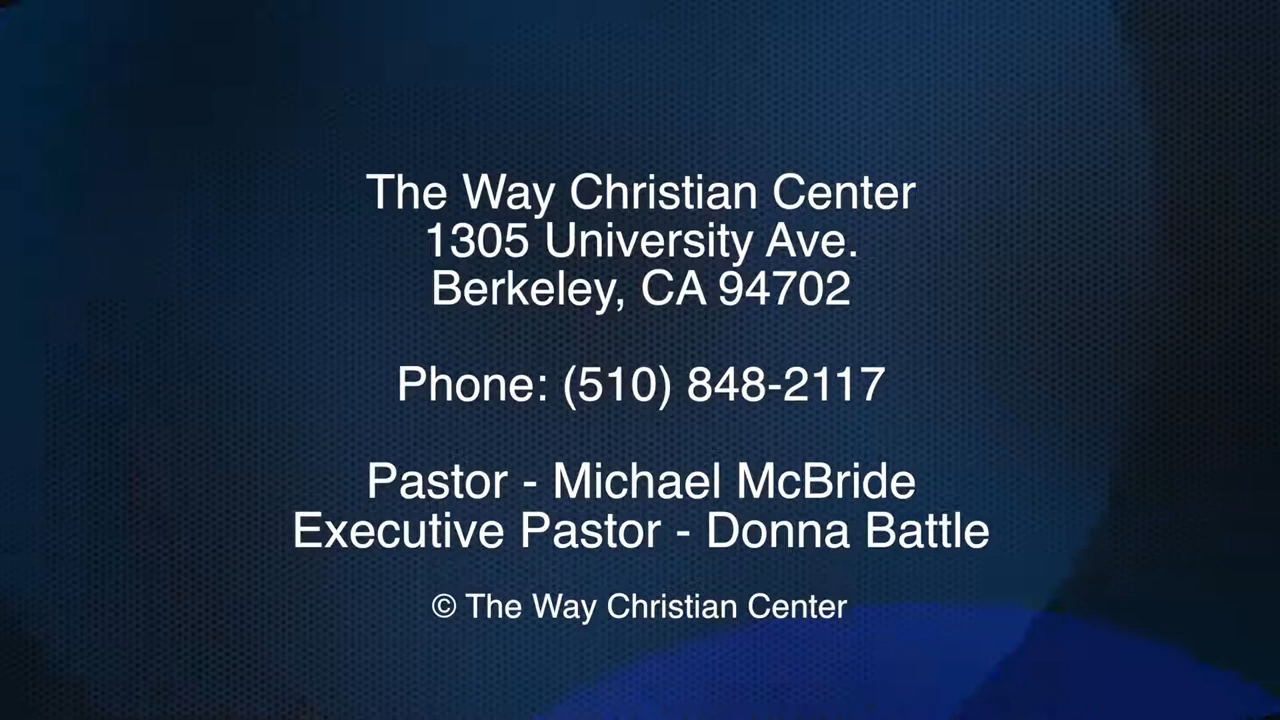 The Way Christian Center
1305 University Ave.
Berkeley, CA 94702
Phone: (510) 848-2117
Pastor - Michael McBride
Executive Pastor - Donna Battle
© The Way Christian Center